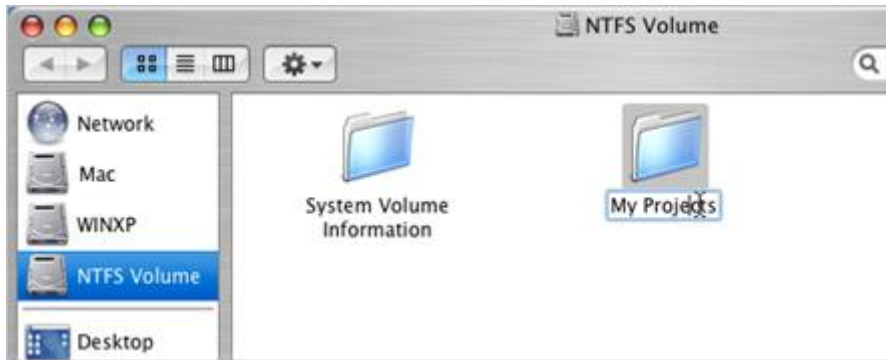 NTFS Volume
Network
Mac
WINXP
NTFS Volume
Desktop
System Volume
Information
My Projects